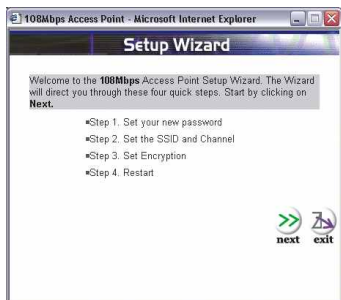 108Mbps Access Point - Microsoft Internet Explorer
Setup Wizard
Welcome to the 108Mbps Access Point Setup Wizard. The Wizard
will direct you through these four quick steps. Start by clicking on
Next.
Step 1. Set your new password
Step 2. Set the SSID and Channel
Step 3. Set Encryption
Step 4. Restart
next exit